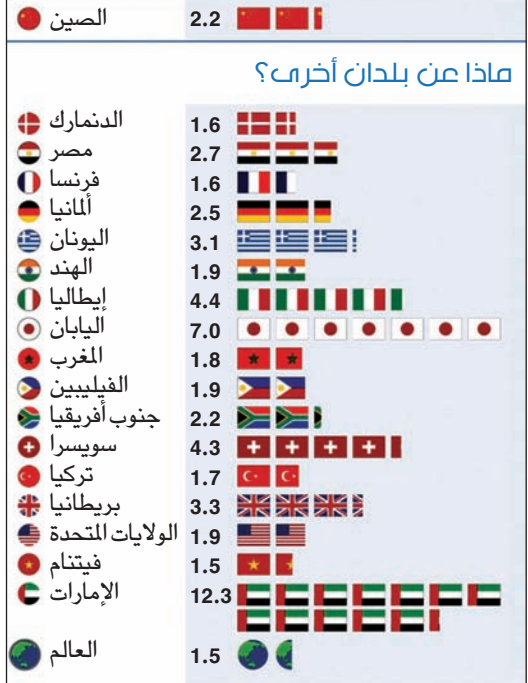 الصين 2.2
ماذا عن بلدان أخرى؟
الدنمارك 1.6
مصر 2.7
فرنسا 1.6
ألمانيا 2.5
اليونان 3.1
الهند 1.9
إيطاليا 4.4
اليابان 7.0
المغرب 1.8
الفيليبين 1.9
جنوب أفريقيا 2.2
سويسرا 4.3
تركيا 1.7
بريطانيا 3.3
الولايات المتحدة 1.9
فيتنام 1.5
الإمارات 12.3
العالم 1.5